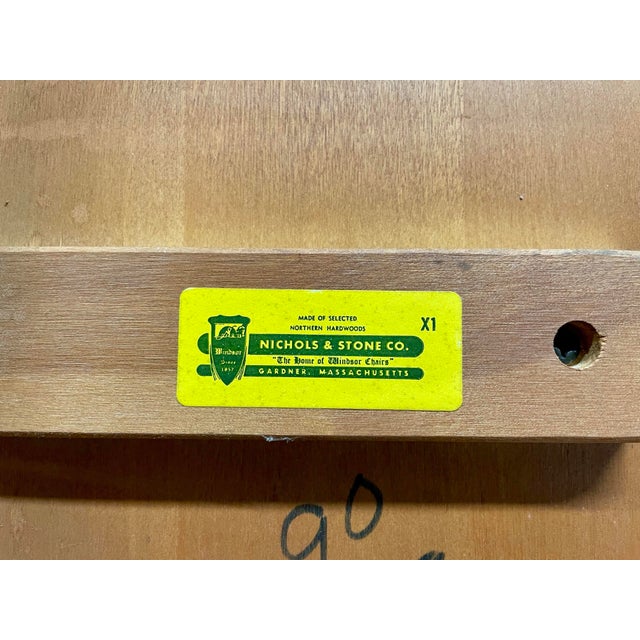 MADE OF SELECTED
NORTHERN HARDWOODS
X1
NICHOLS & STONE CO.
"The Home of Windsor Chairs"
GARDNER, MASSACHUSETTS
Windsor
Since
1857
90